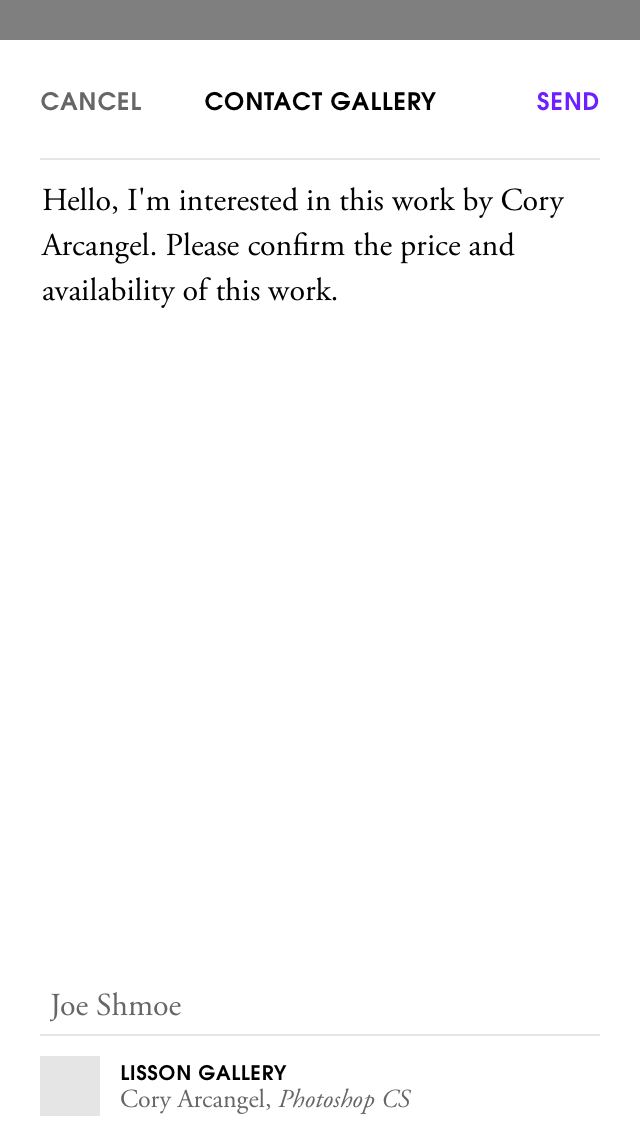 CANCEL CONTACT GALLERY SEND
Hello, I'm interested in this work by Cory
Arcangel. Please confirm the price and
availability of this work.
Joe Shmoe
LISSON GALLERY
Cory Arcangel, Photoshop CS